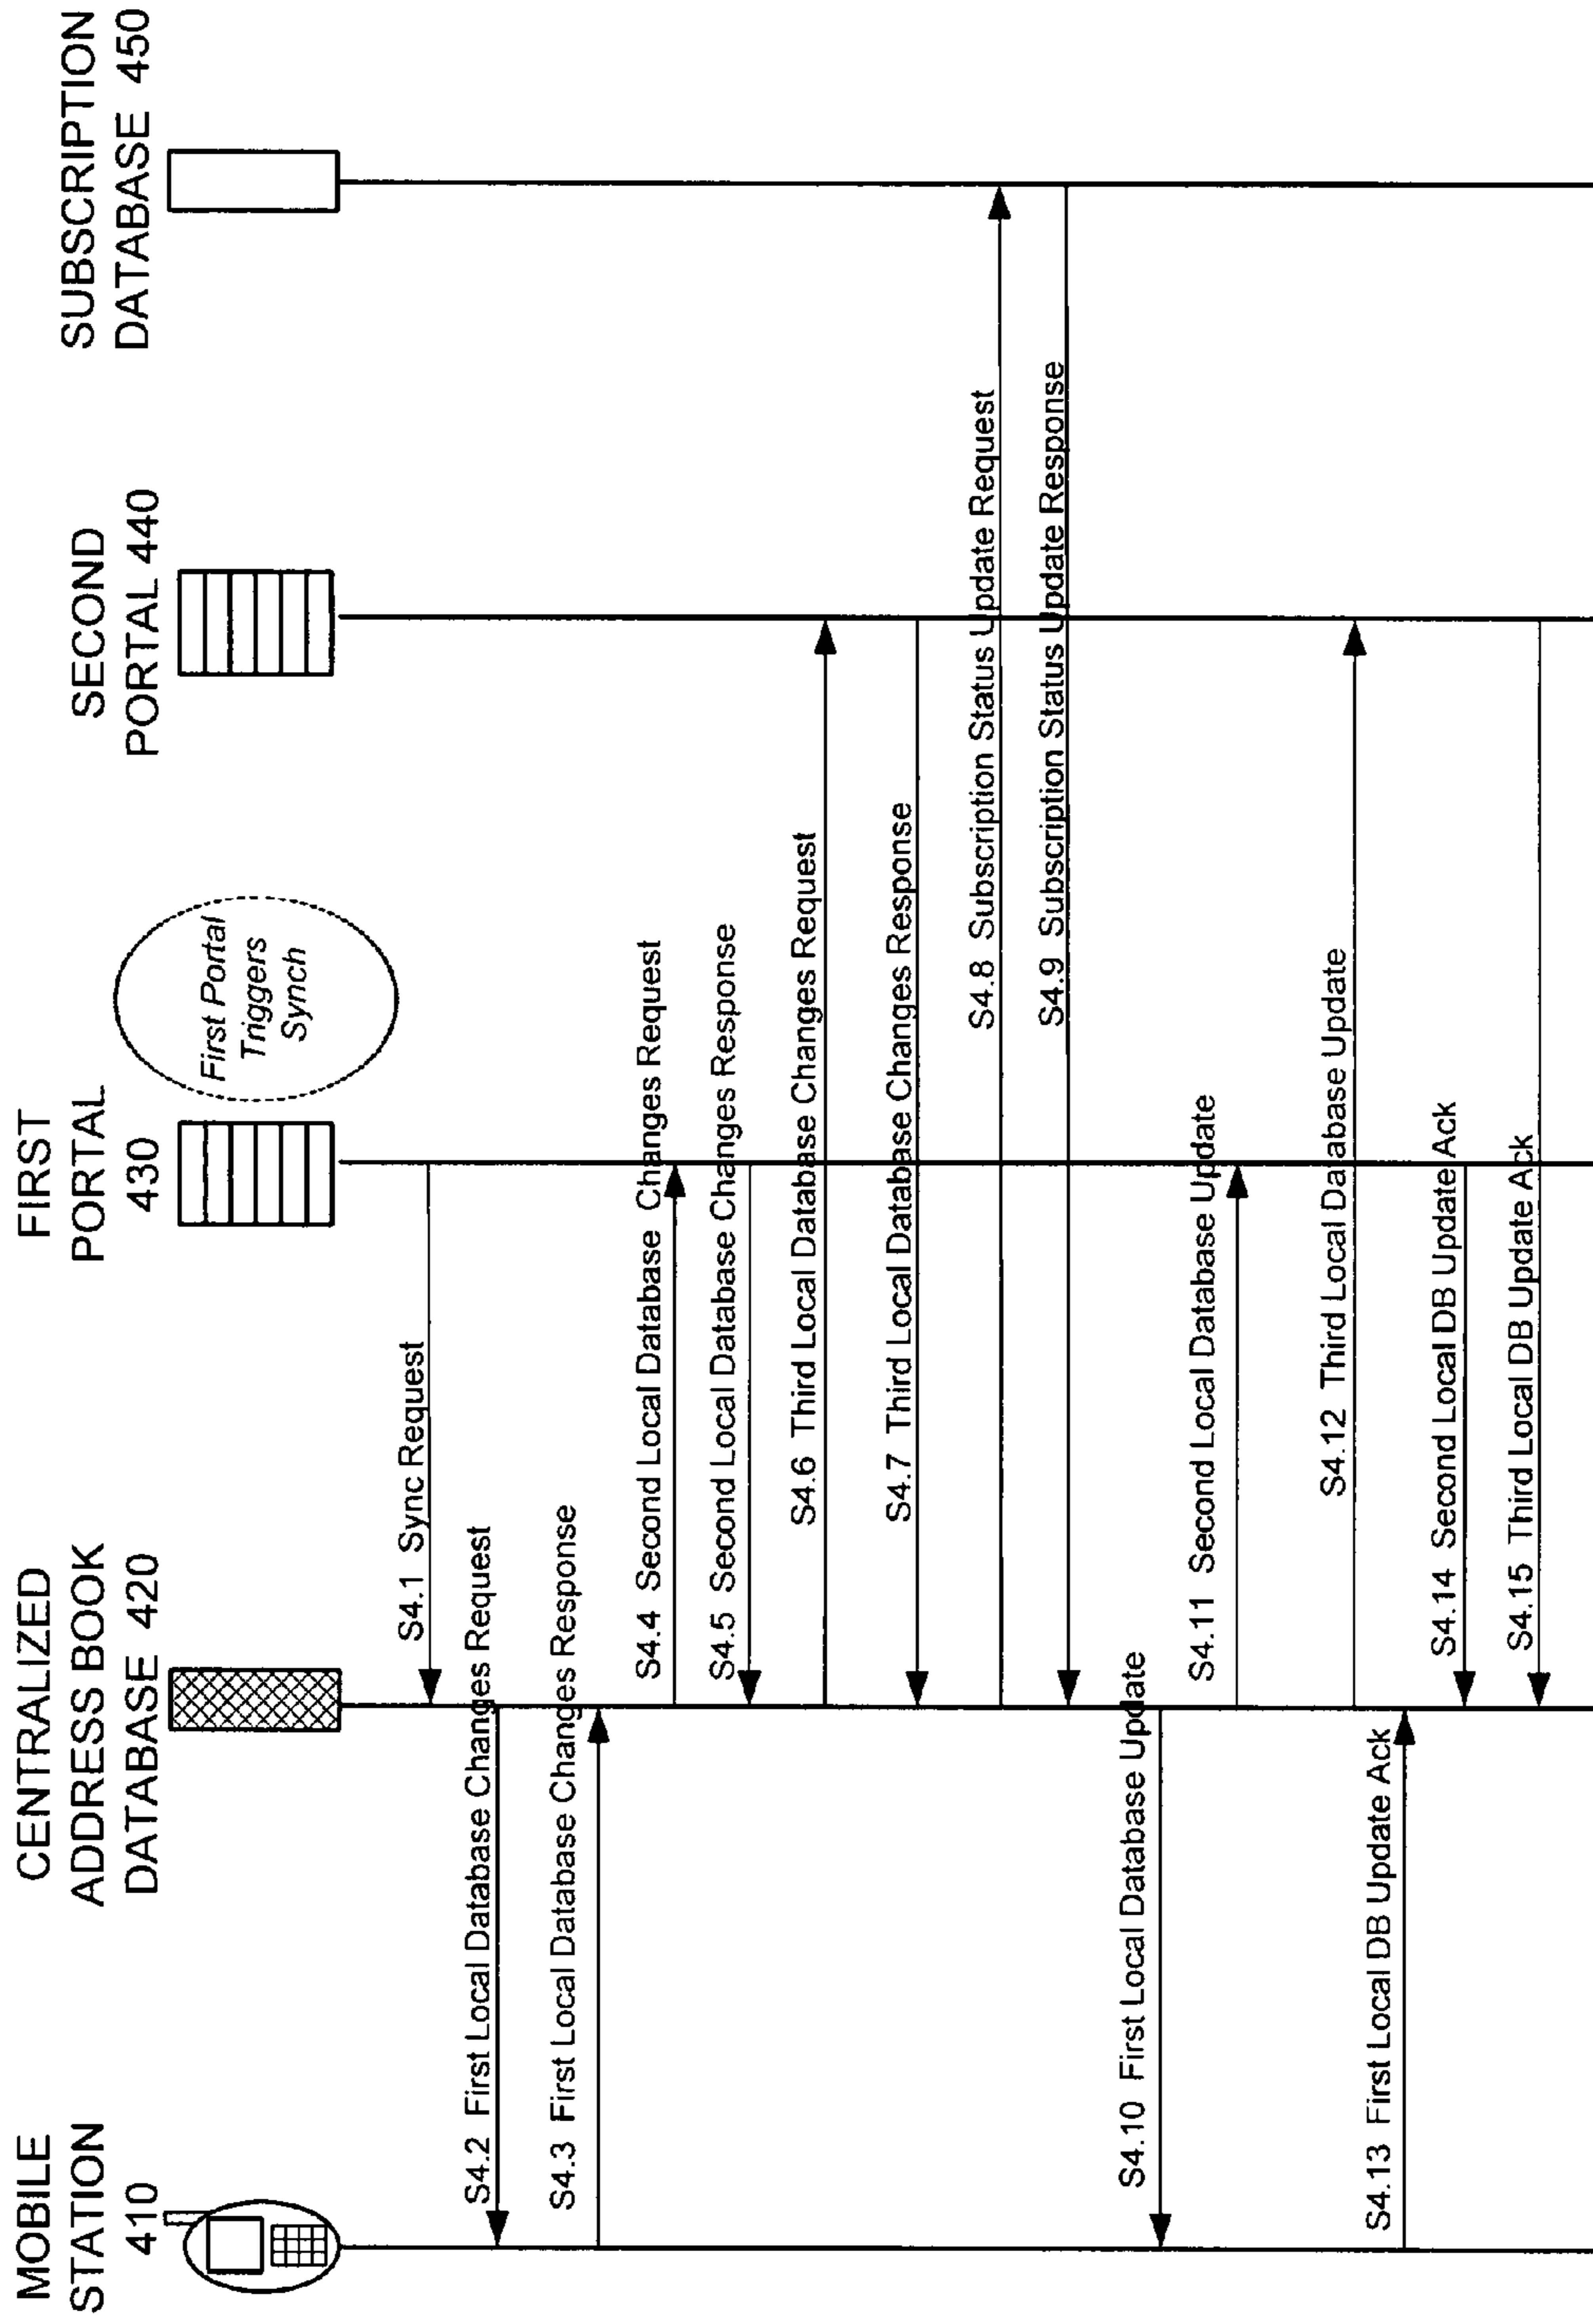 MOBILE
STATION
410
CENTRALIZED
ADDRESS BOOK
DATABASE 420
FIRST
PORTAL
430
First Portal
Triggers
Synch
SECOND
PORTAL 440
SUBSCRIPTION
DATABASE 450
S4.1 Sync Request
S4.2 First Local Database Changes Request
S4.3 First Local Database Changes Response
S4.4 Second Local Database Changes Request
S4.5 Second Local Database Changes Response
S4.6 Third Local Database Changes Request
S4.7 Third Local Database Changes Response
S4.8 Subscription Status Update Request
S4.9 Subscription Status Update Response
S4.10 First Local Database Update
S4.11 Second Local Database Update
S4.12 Third Local Database Update
S4.13 First Local DB Update Ack
S4.14 Second Local DB Update Ack
S4.15 Third Local DB Update Ack